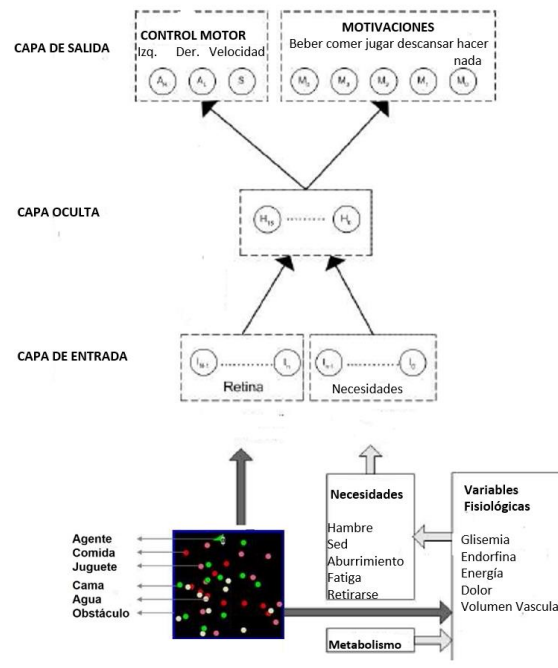 CAPA DE SALIDA
CONTROL MOTOR
Izq. Der. Velocidad
MOTIVACIONES
Beber comer jugar descansar hacer
nada
S
CAPA OCULTA
CAPA DE ENTRADA
Retina
Necesidades
Agente
Comida
Juguete
Cama
Agua
Obstáculo
Necesidades
Hambre
Sed
Aburrimiento
Fatiga
Retirarse
Metabolismo
Variables
Fisiológicas
Glisemia
Endorfina
Energía
Dolor
Volumen Vascula